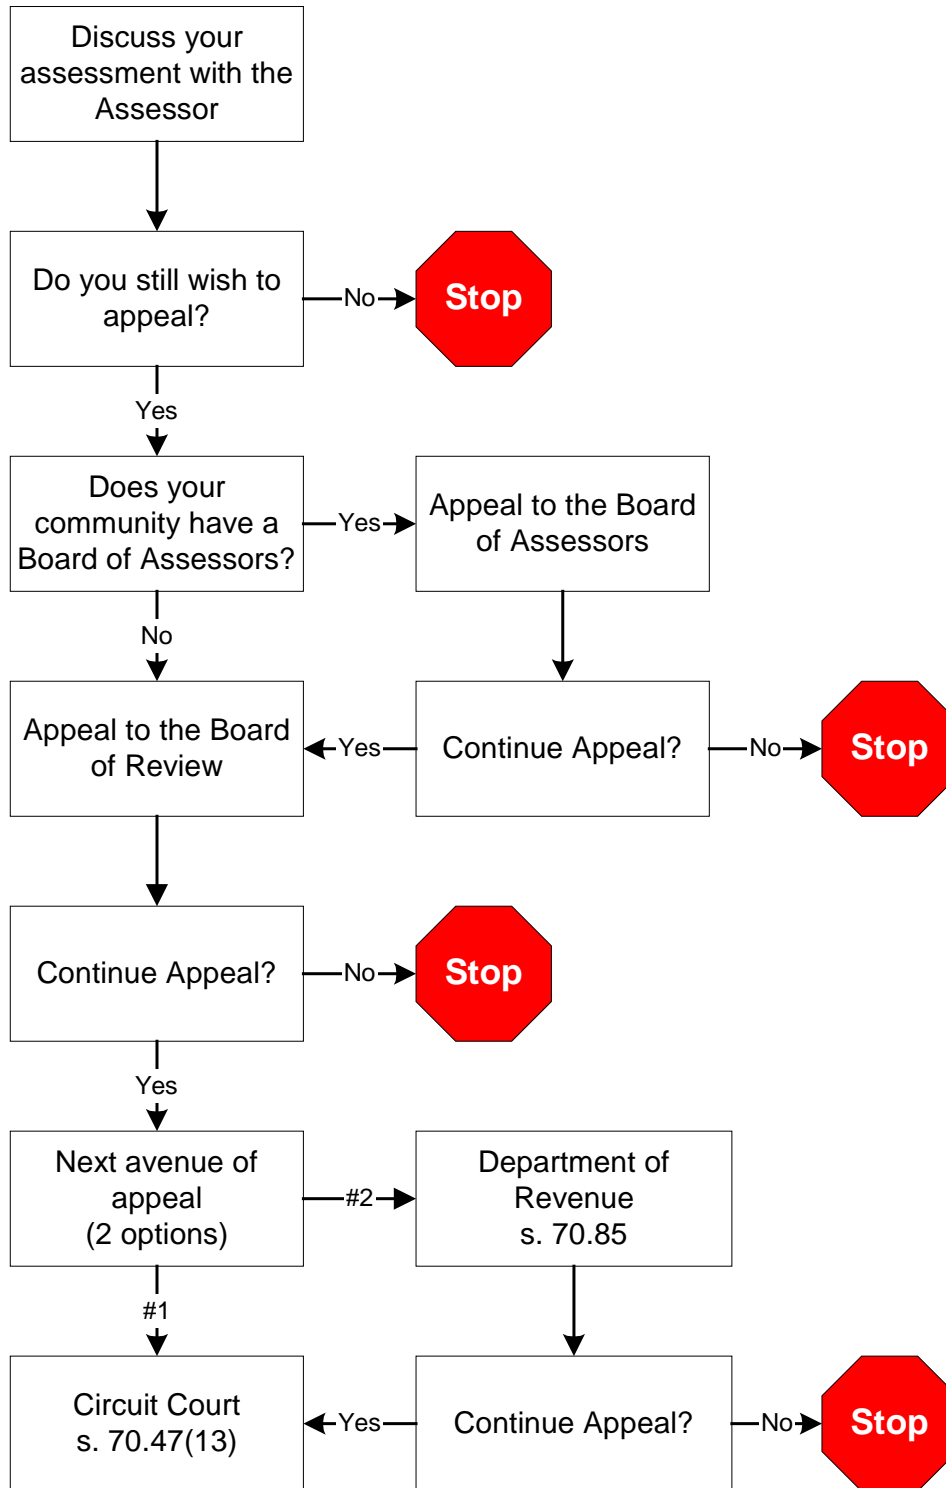 Discuss your
assessment with the
Assessor
Do you still wish to
appeal?
No
Stop
Yes
Does your
community have a
Board of Assessors?
Yes
Appeal to the Board
of Assessors
No
Appeal to the Board
of Review
Yes
Continue Appeal?
No
Stop
Continue Appeal?
No
Stop
Yes
Next avenue of
appeal
(2 options)
#2
Department of
Revenue
s. 70.85
#1
Circuit Court
s. 70.47(13)
Yes
Continue Appeal?
No
Stop